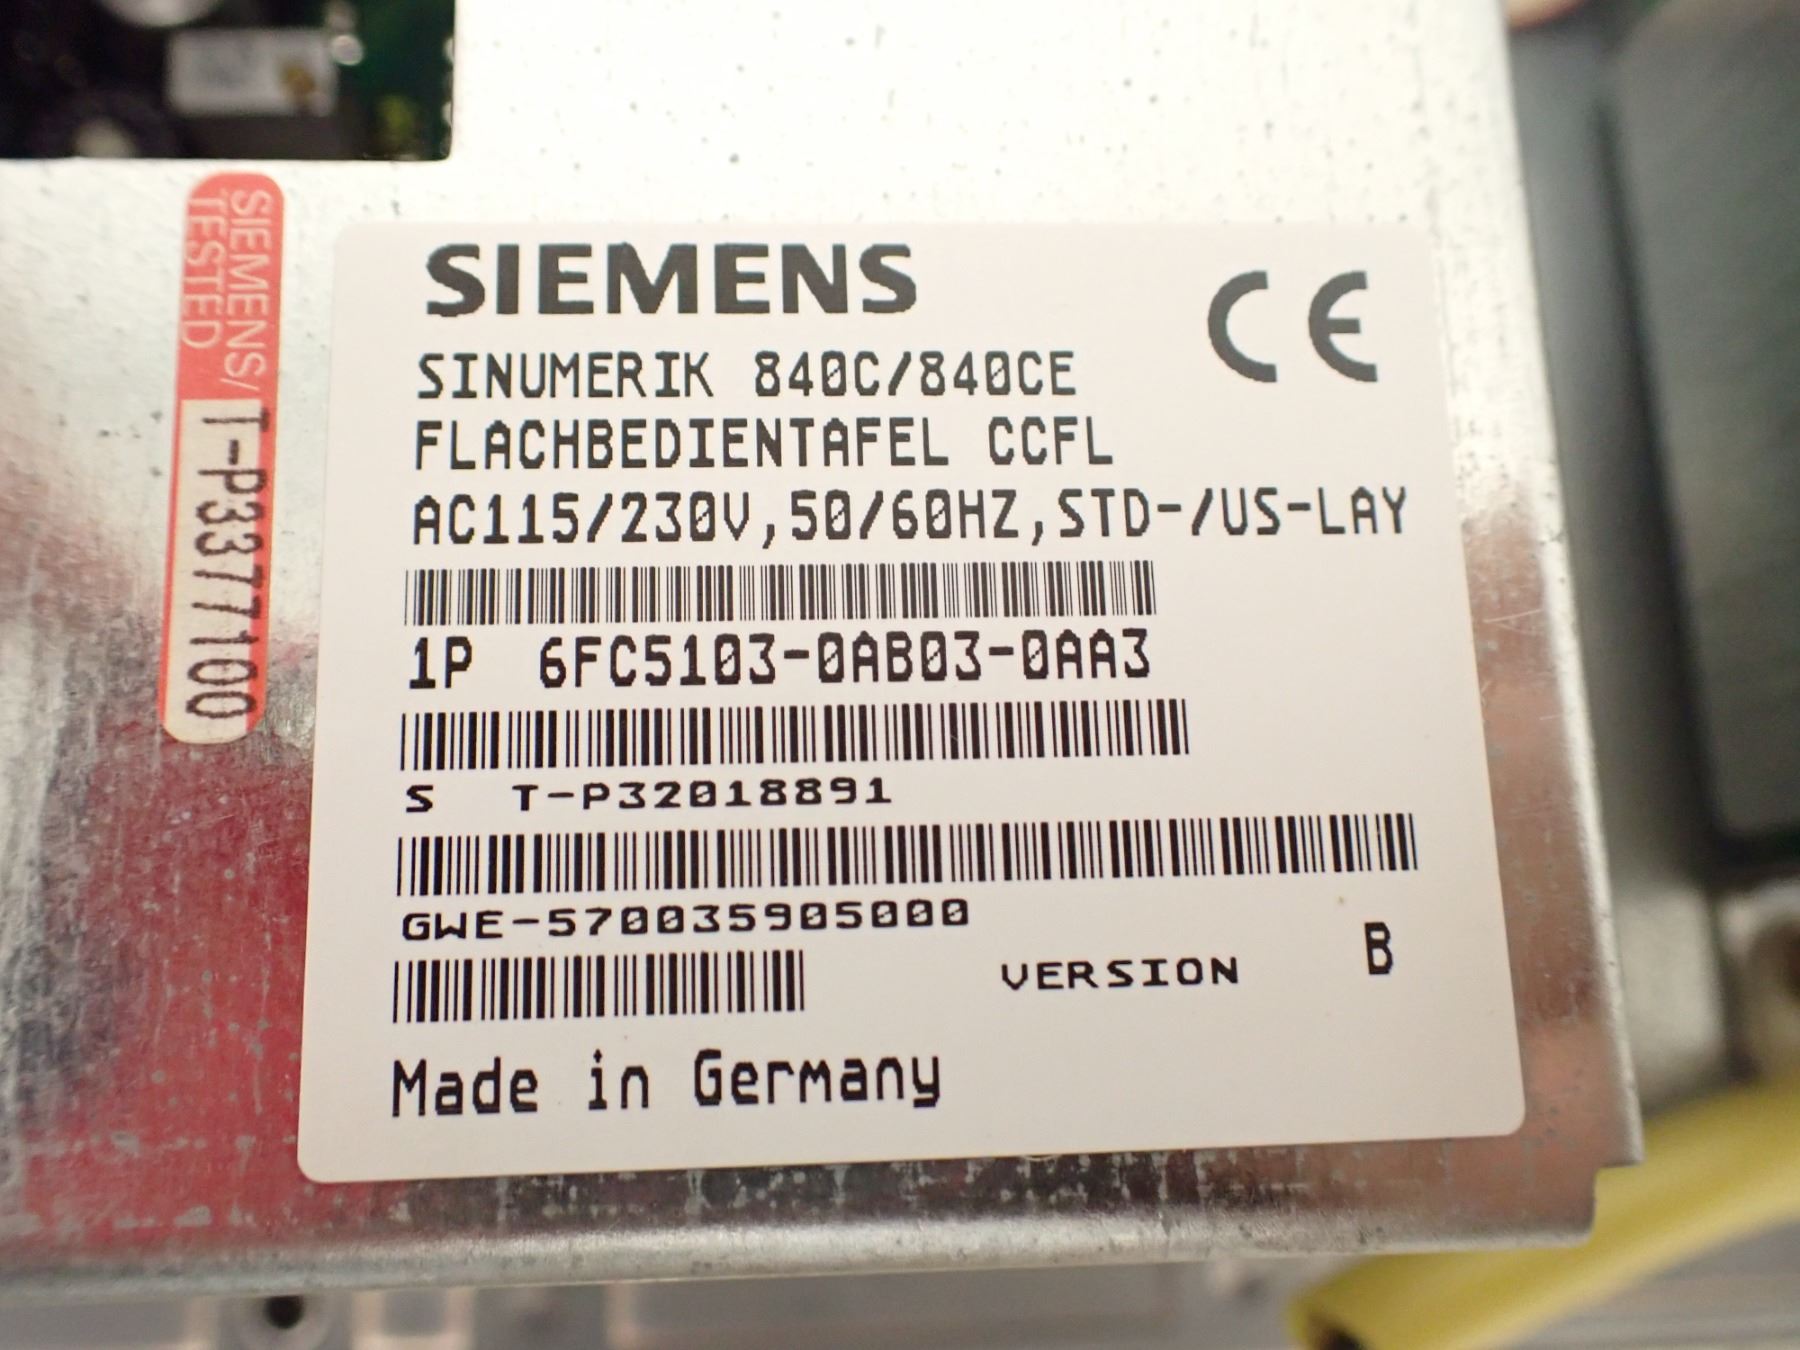 SIEMENS/
TESTED
T-P3377100
SIEMENS
CE
SINUMERIK 840C/840CE
FLACHBEDIENTAFEL CCFL
AC115/230V,50/60HZ,STD-/US-LAY
1P 6FC5103-0AB03-0AA3
S T-P32018891
GWE-570035905000
VERSION B
Made in Germany